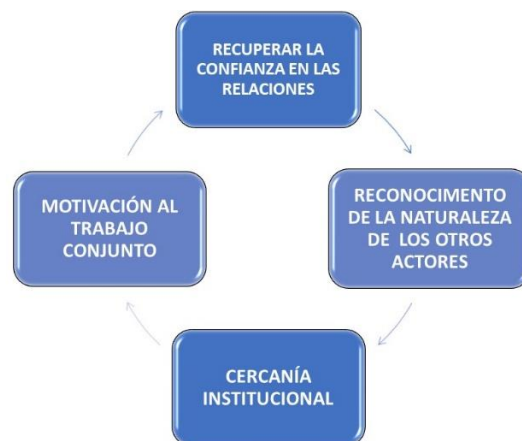 RECUPERAR LA
CONFIANZA EN LAS
RELACIONES
RECONOCIMENTO
DE LA NATURALEZA
DE LOS OTROS
ACTORES
CERCANÍA
INSTITUCIONAL
MOTIVACIÓN AL
TRABAJO
CONJUNTO